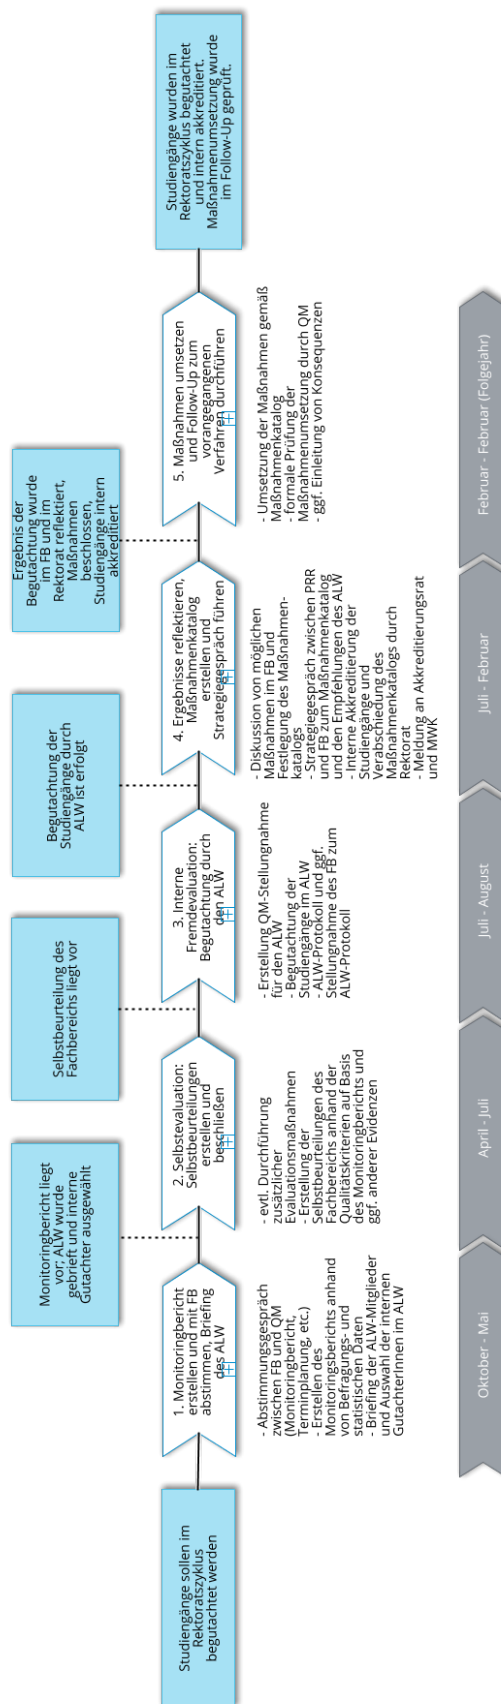 Studiengänge sollen im
Rektoratszyklus
begutachtet werden
1. Monitoringbericht
erstellen und mit FB
abstimmen, Briefing
des ALW
- Abstimmungsgespräch
zwischen FB und QM
(Monitoringbericht,
Terminplanung, etc.)
- Erstellen des
Monitoringsberichts anhand
von Befragungs- und
statistischen Daten
- Briefing der ALW-Mitglieder
und Auswahl der internen
GutachterInnen im ALW
Oktober - Mai
Monitoringbericht liegt
vor; ALW wurde
gebrieft und interne
Gutachter ausgewählt
2. Selbstevaluation:
Selbstbeurteilungen
erstellen und
beschließen
- evtl. Durchführung
zusätzlicher
Evaluationsmaßnahmen
- Erstellung der
Selbstbeurteilungen des
Fachbereichs anhand der
Qualitätskriterien auf Basis
des Monitoringberichts und
ggf. anderer Evidenzen
April - Juli
Selbstbeurteilung des
Fachbereichs liegt vor
3. Interne
Fremdevaluation:
Begutachtung durch
den ALW
- Erstellung QM-Stellungnahme
für den ALW
- Begutachtung der
Studiengänge im ALW
- ALW-Protokoll und ggf.
Stellungnahme des FB zum
ALW-Protokoll
Juli - August
Begutachtung der
Studiengänge durch
ALW ist erfolgt
4. Ergebnisse reflektieren,
Maßnahmenkatalog
erstellen und
Strategiegespräch führen
- Diskussion von möglichen
Maßnahmen im FB und
Festlegung des Maßnahmen-
katalogs
- Strategiegespräch zwischen PRR
und FB zum Maßnahmenkatalog
und den Empfehlungen des ALW
- Interne Akkreditierung der
Studiengänge und
Verabschiedung des
Maßnahmenkatalogs durch
Rektorat
- Meldung an Akkreditierungsrat
und MWK
Juli - Februar
Ergebnis der
Begutachtung wurde
im FB und im
Rektorat reflektiert,
Maßnahmen
beschlossen,
Studiengänge intern
akkreditiert
5. Maßnahmen umsetzen
und Follow-Up zum
vorangegangenen
Verfahren durchführen
- Umsetzung der Maßnahmen gemäß
Maßnahmenkatalog
- formale Prüfung der
Maßnahmenumsetzung durch QM
- ggf. Einleitung von Konsequenzen
Februar - Februar (Folgejahr)
Studiengänge wurden im
Rektoratszyklus begutachtet
und intern akkreditiert.
Maßnahmenumsetzung wurde
im Follow-Up geprüft.